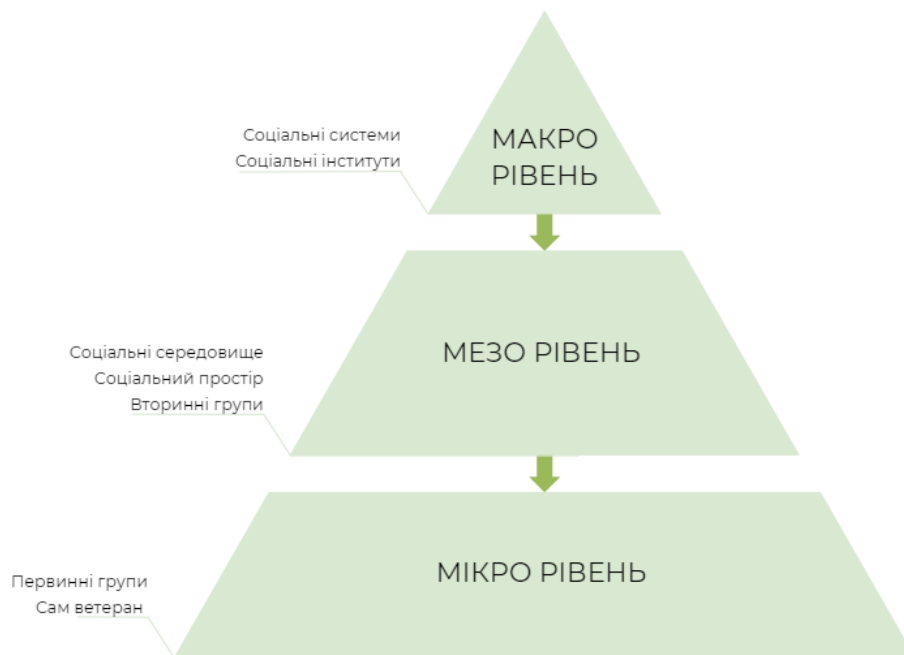 Соціальні системи
Соціальні інститути
МАКРО
РІВЕНЬ
Соціальні середовище
Соціальний простір
Вторинні групи
МЕЗО РІВЕНЬ
Первинні групи
Сам ветеран
МІКРО РІВЕНЬ